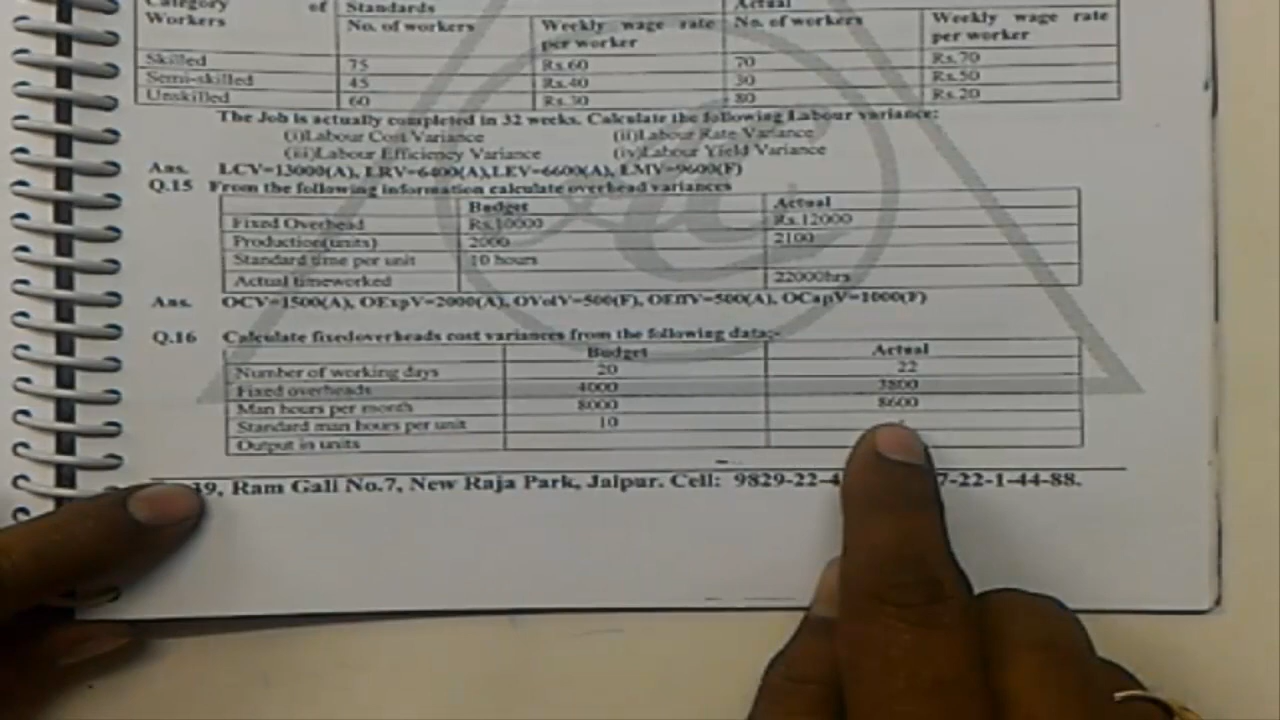 Category of Workers Standards Actual
No. of workers Weekly wage rate per worker No. of workers Weekly wage rate per worker
Skilled 75 Rs.60 70 Rs.70
Semi-skilled 45 Rs.40 30 Rs.50
Unskilled 60 Rs.30 80 Rs.20
The Job is actually completed in 32 weeks. Calculate the following Labour variance:
(i)Labour Cost Variance (ii)Labour Rate Variance
(iii)Labour Efficiency Variance (iv)Labour Yield Variance
Ans. LCV=13000(A), LRV=6400(A),LEV=6600(A), LMV=9600(F)
Q.15 From the following information calculate overhead variances
Budget Actual
Fixed Overhead Rs.10000 Rs.12000
Production(units) 2000 2100
Standard time per unit 10 hours
Actual timeworked 22000hrs
Ans. OCV=1500(A), OExpV=2000(A), OVolV=500(F), OEffV=500(A), OCapV=1000(F)
Q.16 Calculate fixedoverheads cost variances from the following data:-
Budget Actual
Number of working days 20 22
Fixed overheads 4000 3800
Man hours per month 8000 8600
Standard man hours per unit 10
Output in units
9, Ram Gali No.7, New Raja Park, Jaipur. Cell: 9829-22-4 7-22-1-44-88.